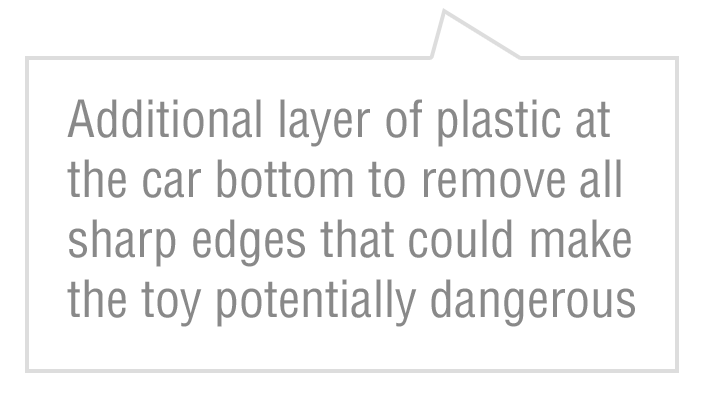 Additional layer of plastic at
the car bottom to remove all
sharp edges that could make
the toy potentially dangerous